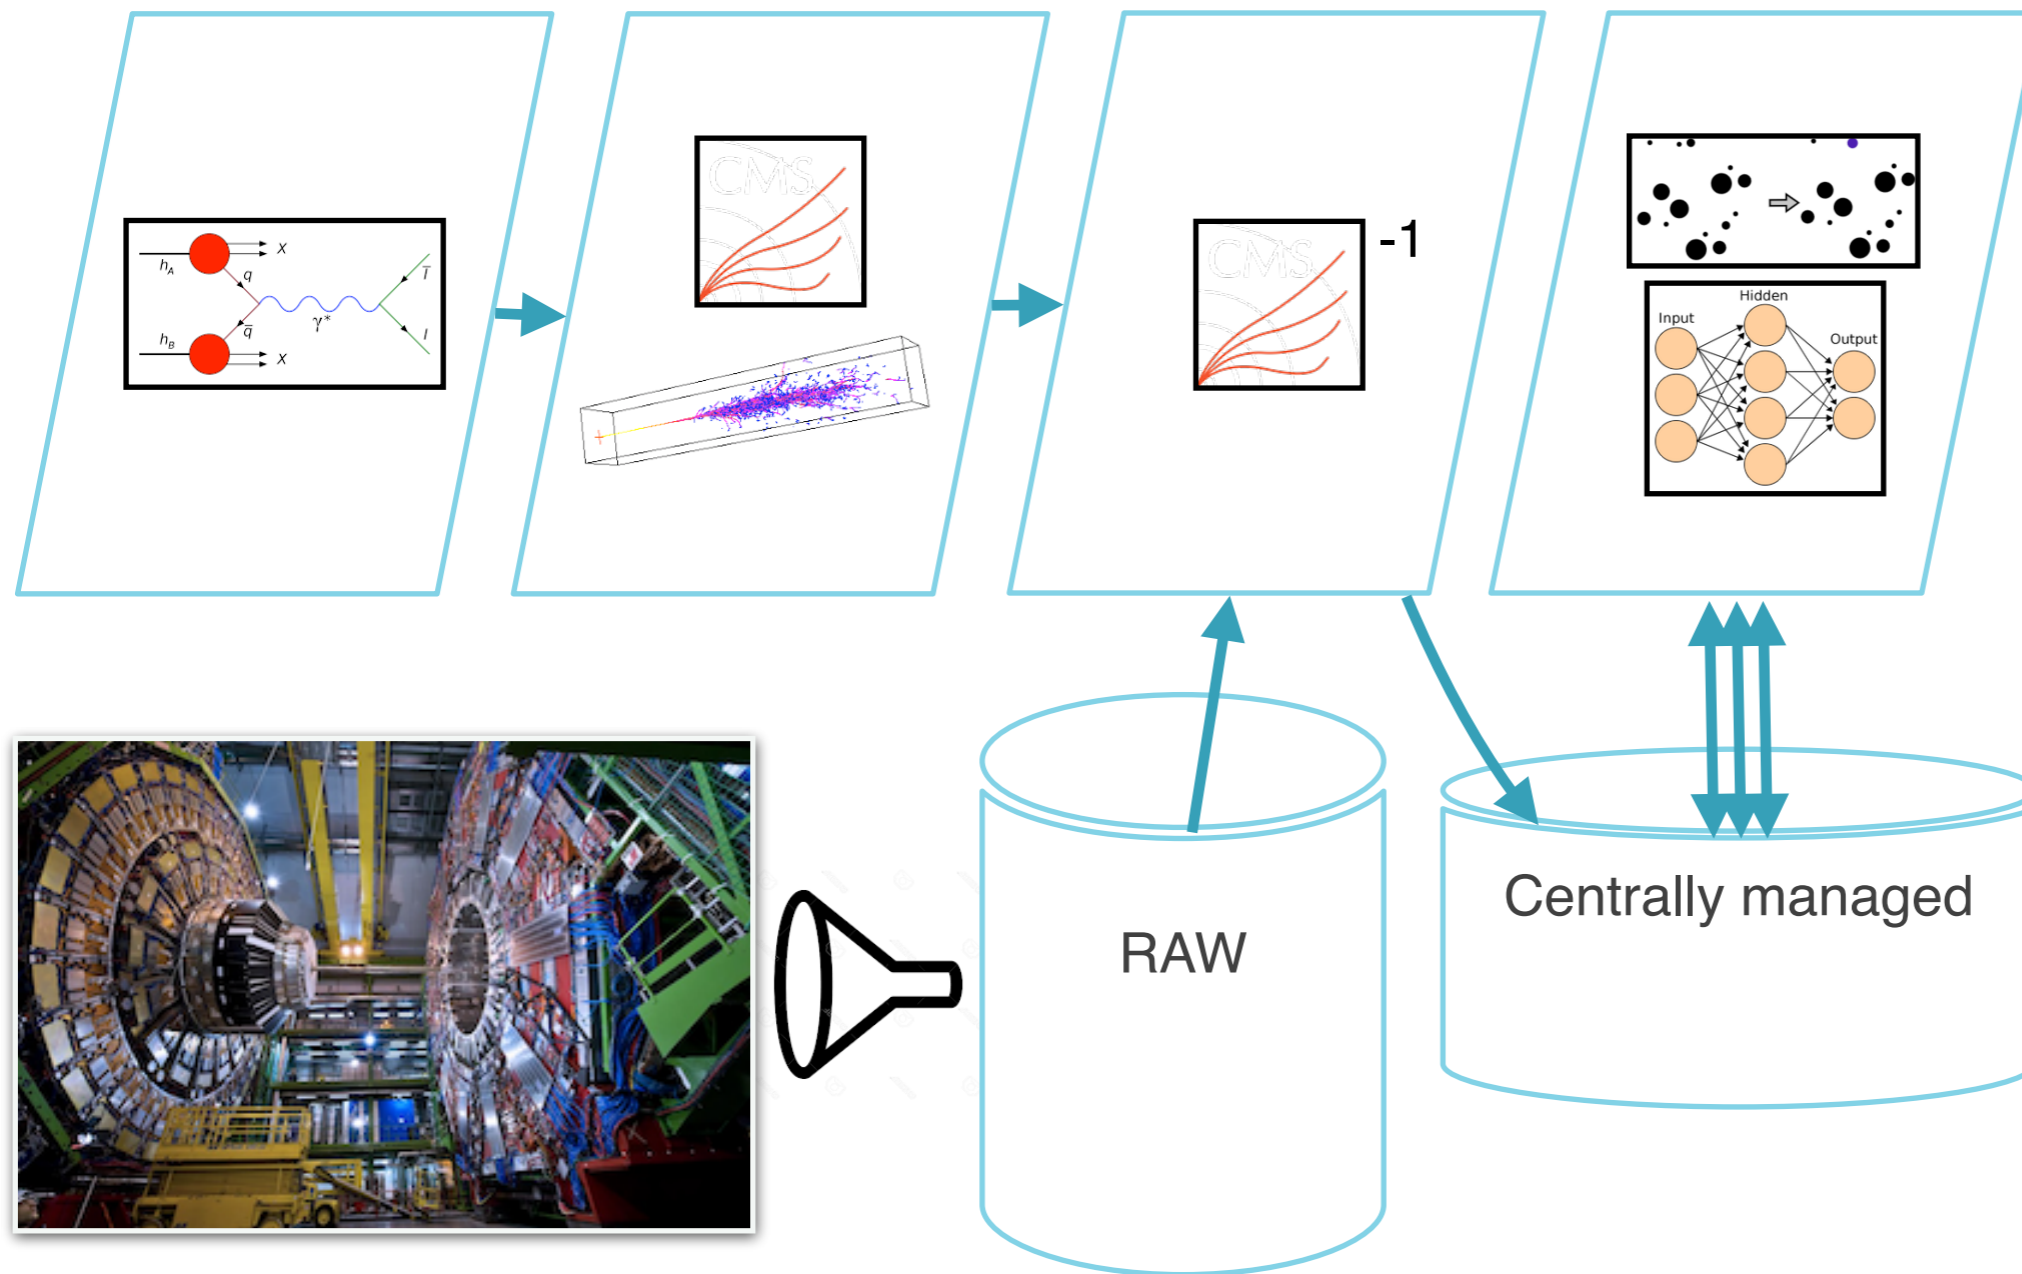 h_A
X
q
l̅
γ*
q̅
l
h_B
X
CMS
CMS
-1
Hidden
Input
Output
RAW
Centrally managed